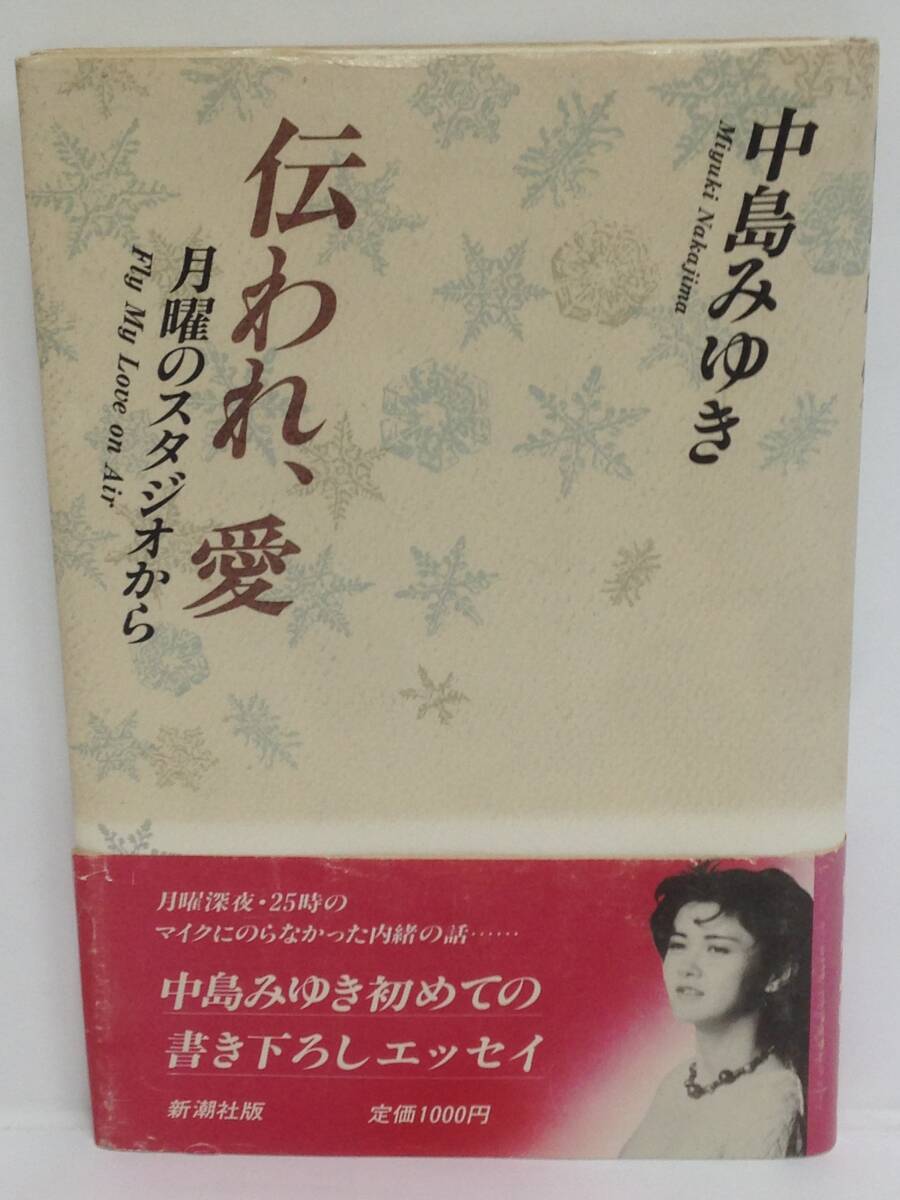 中島みゆき
Miyuki Nakajima
伝われ、愛
月曜のスタジオから
Fly My Love on Air
月曜深夜・25時の
マイクにのらなかった内緒の話……
中島みゆき初めての
書き下ろしエッセイ
新潮社版 定価1000円